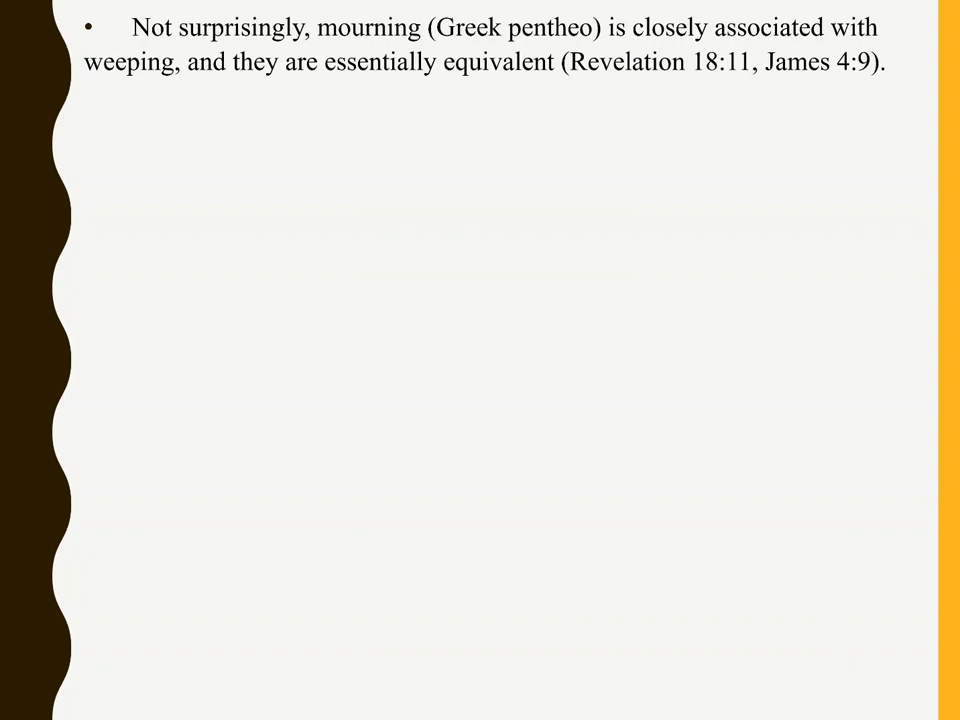 • Not surprisingly, mourning (Greek pentheo) is closely associated with
weeping, and they are essentially equivalent (Revelation 18:11, James 4:9).